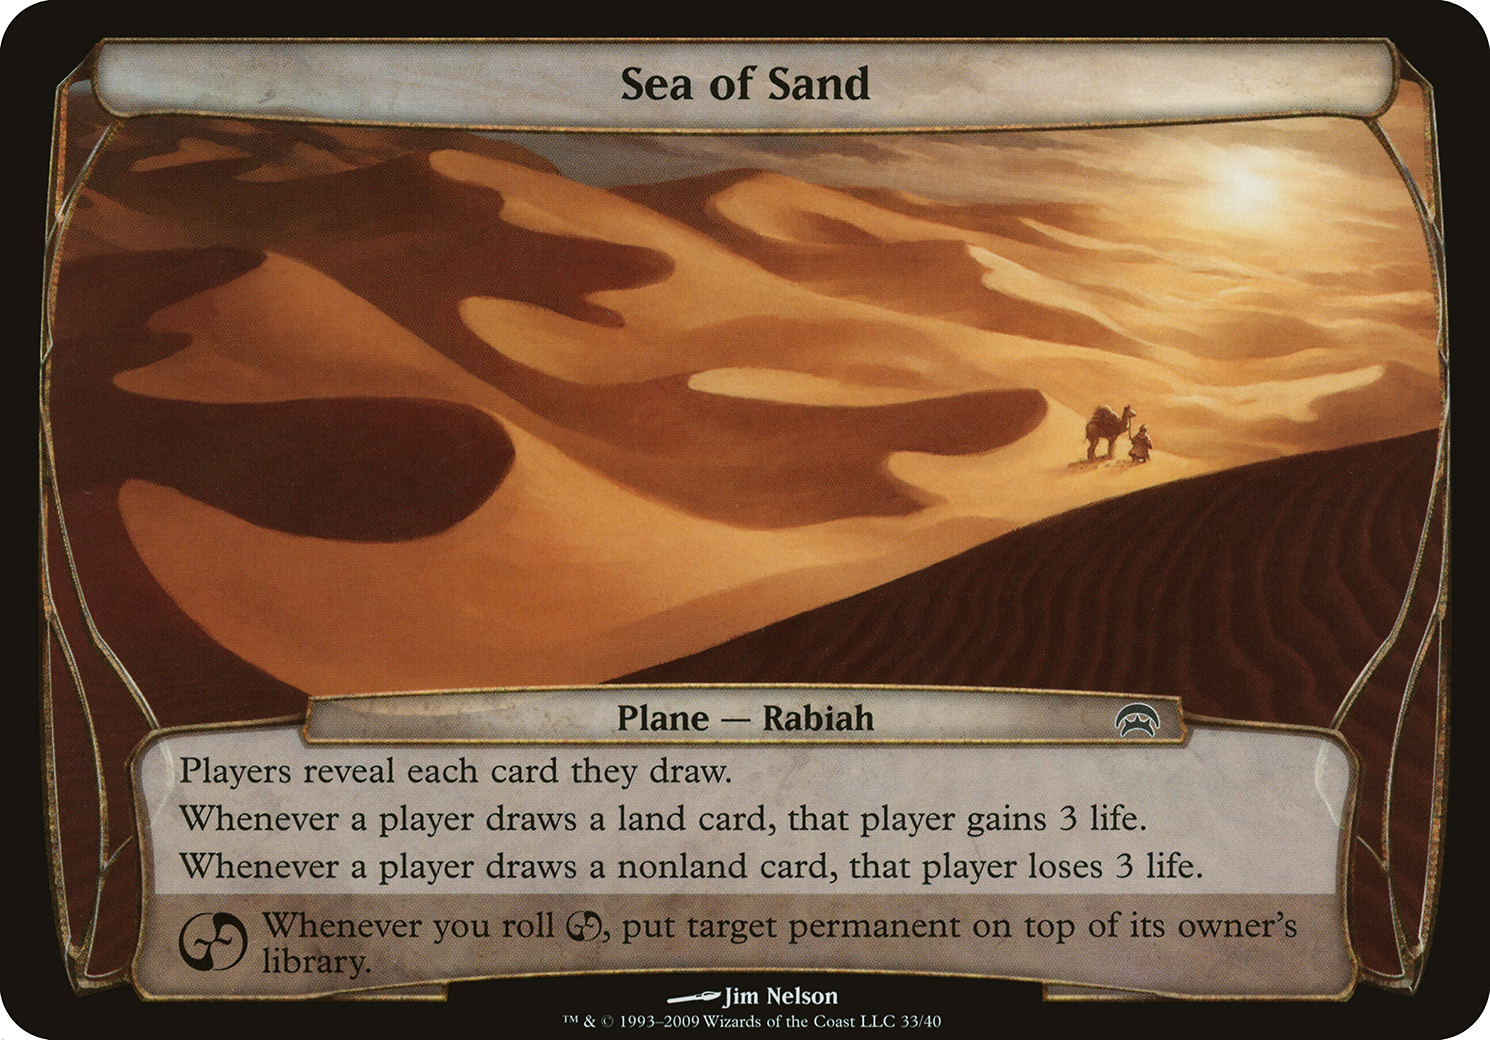 Sea of Sand
Plane — Rabiah
Players reveal each card they draw.
Whenever a player draws a land card, that player gains 3 life.
Whenever a player draws a nonland card, that player loses 3 life.
Whenever you roll , put target permanent on top of its owner's
library.
Jim Nelson
™ & © 1993–2009 Wizards of the Coast LLC 33/40